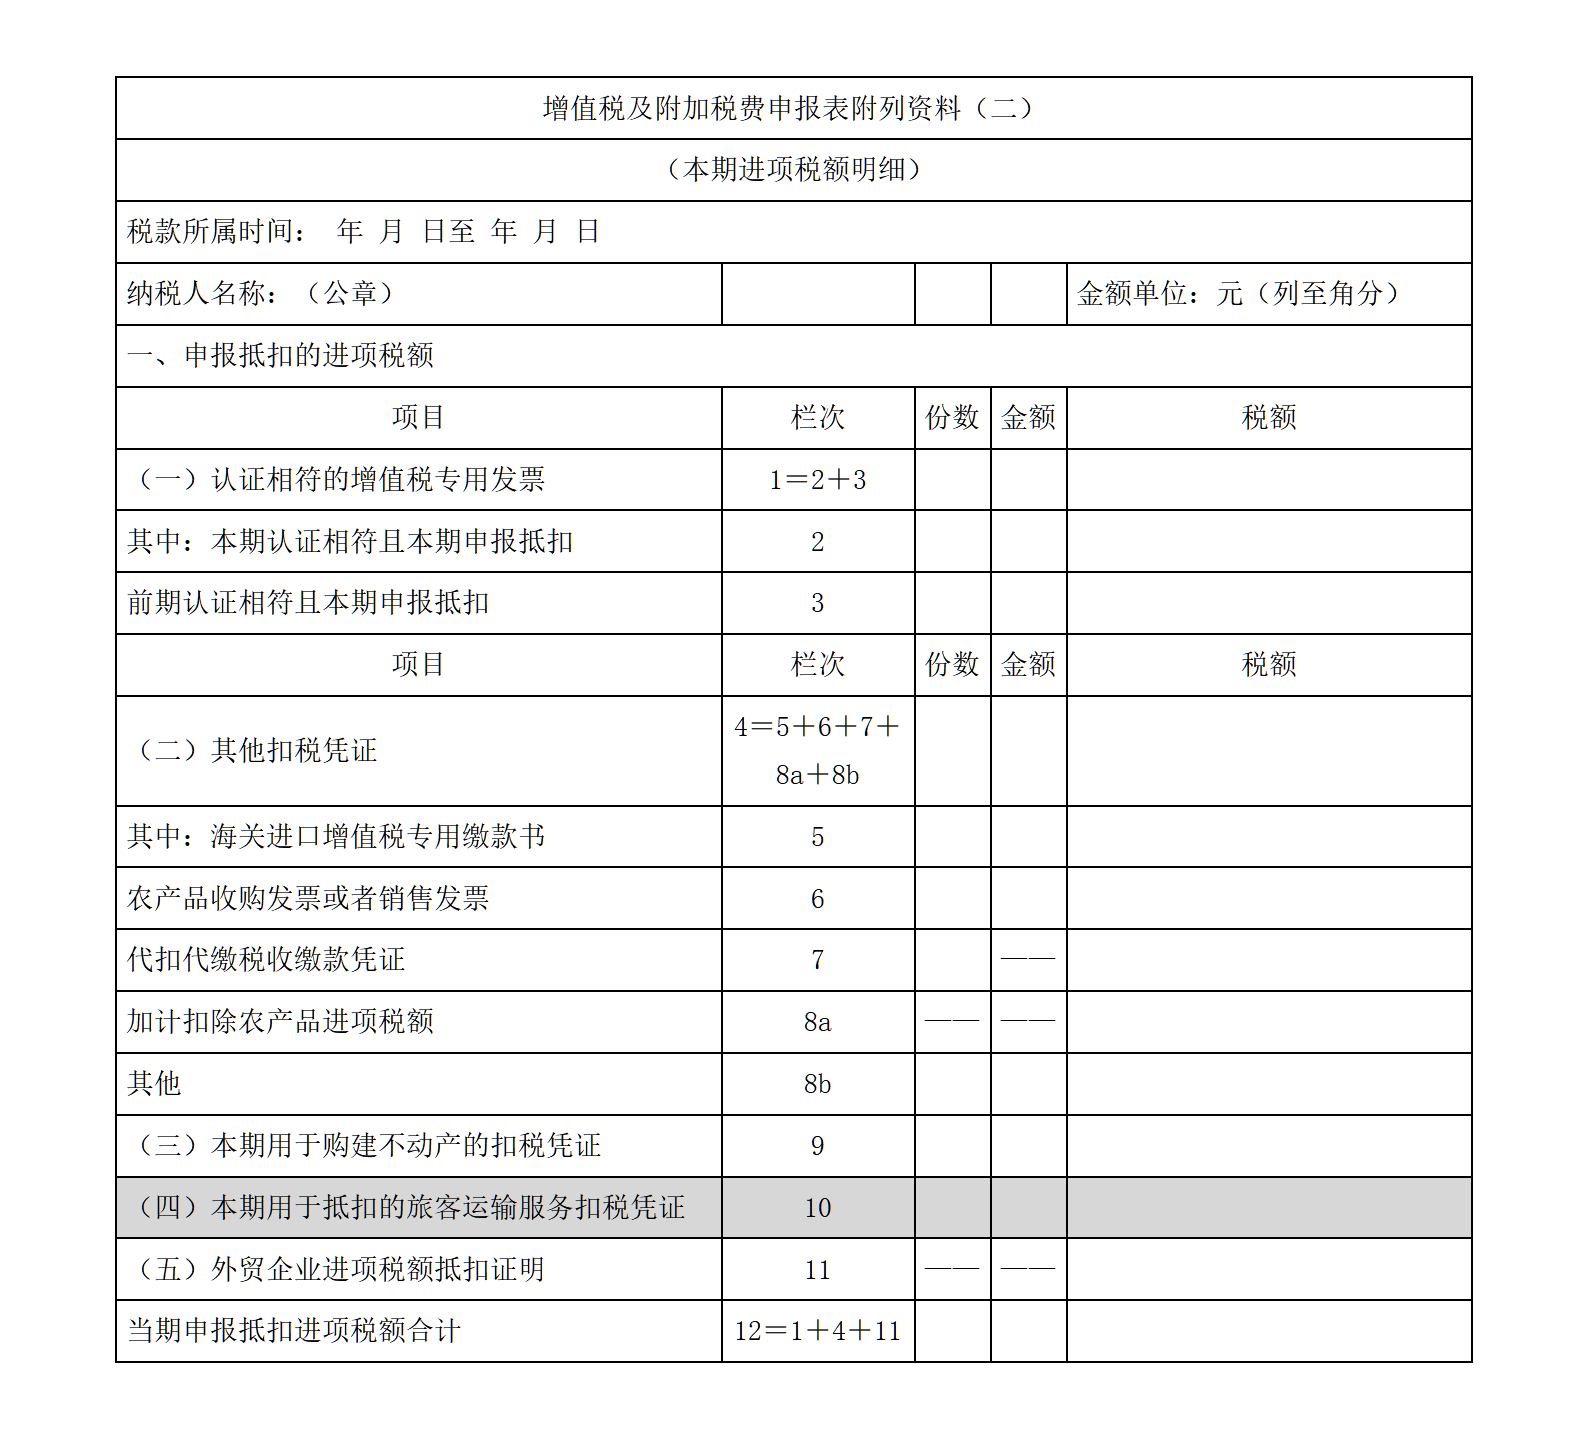 增值税及附加税费申报表附列资料（二）
（本期进项税额明细）
税款所属时间： 年 月 日至 年 月 日
纳税人名称：（公章） 金额单位：元（列至角分）
一、申报抵扣的进项税额
项目 栏次 份数 金额 税额
（一）认证相符的增值税专用发票 1＝2＋3
其中：本期认证相符且本期申报抵扣 2
前期认证相符且本期申报抵扣 3
项目 栏次 份数 金额 税额
（二）其他扣税凭证 4＝5＋6＋7＋
8a＋8b
其中：海关进口增值税专用缴款书 5
农产品收购发票或者销售发票 6
代扣代缴税收缴款凭证 7 ——
加计扣除农产品进项税额 8a —— ——
其他 8b
（三）本期用于购建不动产的扣税凭证 9
（四）本期用于抵扣的旅客运输服务扣税凭证 10
（五）外贸企业进项税额抵扣证明 11 —— ——
当期申报抵扣进项税额合计 12＝1＋4＋11